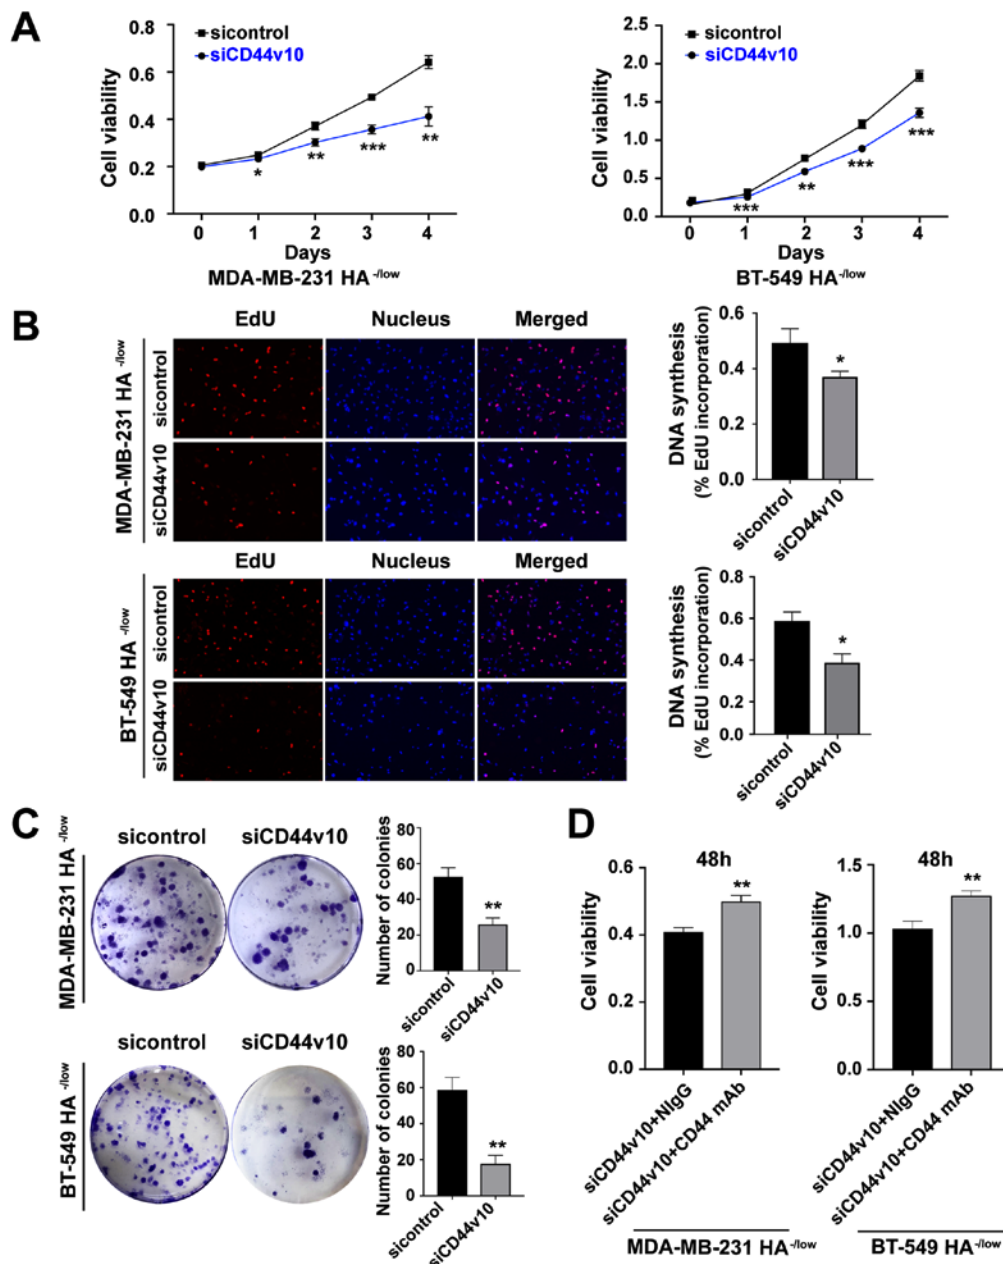 A
sicontrol
siCD44v10
Cell viability
0.8
0.6
0.4
0.2
0.0
*
**
***
**
0 1 2 3 4
Days
MDA-MB-231 HA -/low
sicontrol
siCD44v10
Cell viability
2.5
2.0
1.5
1.0
0.5
0.0
***
**
***
***
0 1 2 3 4
Days
BT-549 HA -/low
B
EdU Nucleus Merged
MDA-MB-231 HA -/low
sicontrol
siCD44v10
DNA synthesis
(% EdU incorporation)
0.6
0.4
0.2
0.0
*
sicontrol
siCD44v10
EdU Nucleus Merged
BT-549 HA -/low
sicontrol
siCD44v10
DNA synthesis
(% EdU incorporation)
0.8
0.6
0.4
0.2
0.0
*
sicontrol
siCD44v10
C
MDA-MB-231 HA -/low
sicontrol siCD44v10
Number of colonies
80
60
40
20
0
**
sicontrol
siCD44v10
BT-549 HA -/low
sicontrol siCD44v10
Number of colonies
80
60
40
20
0
**
sicontrol
siCD44v10
D
48h
Cell viability
0.6
0.4
0.2
0.0
**
siCD44v10+NIgG
siCD44v10+CD44 mAb
MDA-MB-231 HA-/low
48h
Cell viability
1.5
1.0
0.5
0.0
**
siCD44v10+NIgG
siCD44v10+CD44 mAb
BT-549 HA-/low